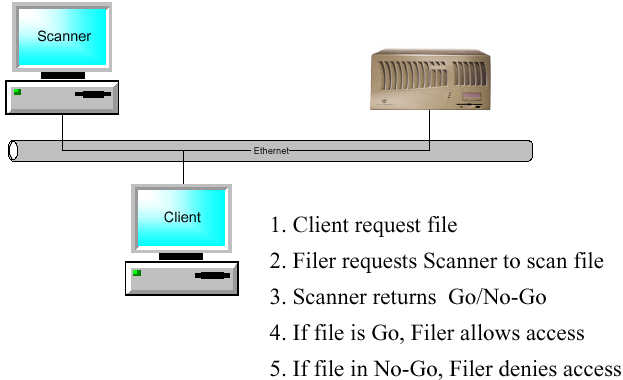 Scanner
Ethernet
Client
1. Client request file
2. Filer requests Scanner to scan file
3. Scanner returns Go/No-Go
4. If file is Go, Filer allows access
5. If file in No-Go, Filer denies access